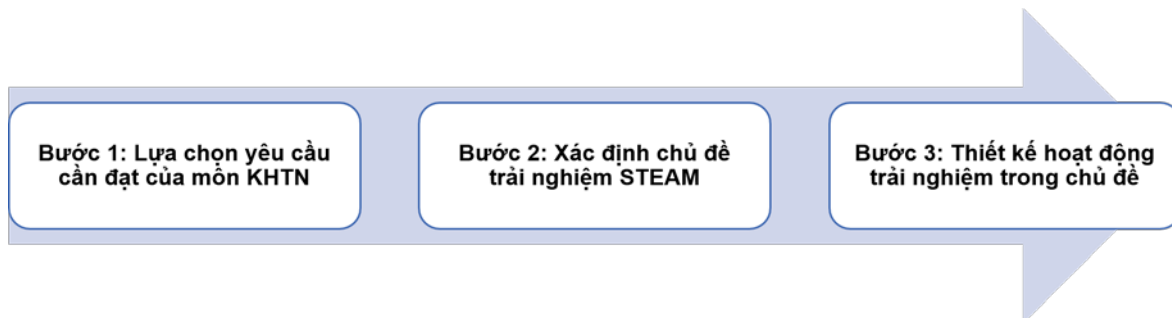 Bước 1: Lựa chọn yêu cầu
cần đạt của môn KHTN
Bước 2: Xác định chủ đề
trải nghiệm STEAM
Bước 3: Thiết kế hoạt động
trải nghiệm trong chủ đề